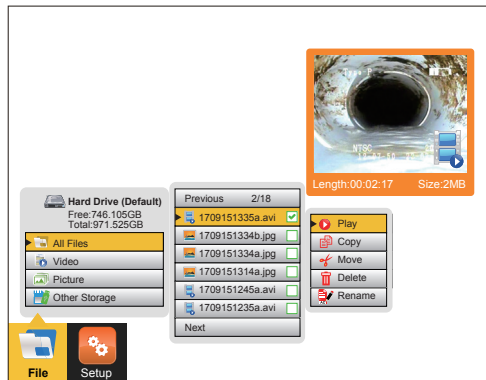 NTSC
Length:00:02:17 Size:2MB
Hard Drive (Default)
Free:746.105GB
Total:971.525GB
All Files
Video
Picture
Other Storage
Previous 2/18
1709151335a.avi
1709151334b.jpg
1709151334a.jpg
1709151314a.jpg
1709151245a.avi
1709151235a.avi
Next
Play
Copy
Move
Delete
Rename
File
Setup